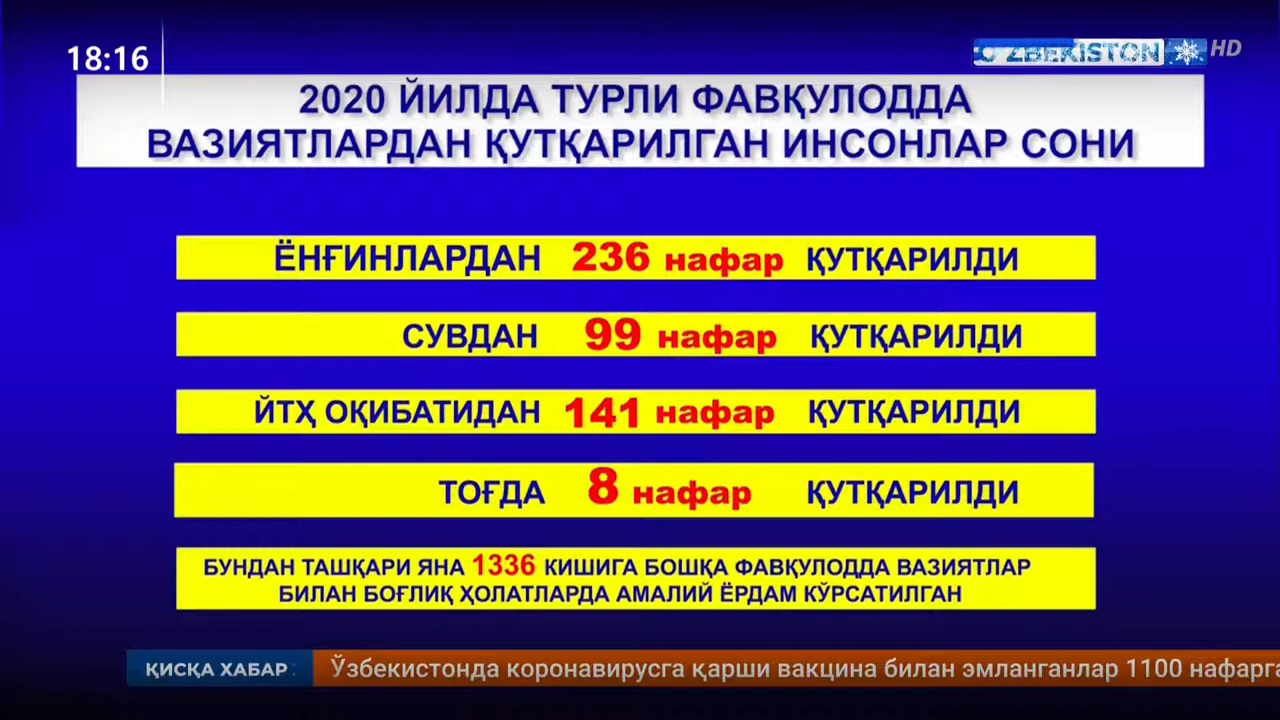 18:16
O'ZBEKISTON HD
2020 ЙИЛДА ТУРЛИ ФАВҚУЛОДДА
ВАЗИЯТЛАРДАН ҚУТҚАРИЛГАН ИНСОНЛАР СОНИ
ЁНҒИНЛАРДАН 236 нафар ҚУТҚАРИЛДИ
СУВДАН 99 нафар ҚУТҚАРИЛДИ
ЙТҲ ОҚИБАТИДАН 141 нафар ҚУТҚАРИЛДИ
ТОҒДА 8 нафар ҚУТҚАРИЛДИ
БУНДАН ТАШҚАРИ ЯНА 1336 КИШИГА БОШҚА ФАВҚУЛОДДА ВАЗИЯТЛАР
БИЛАН БОҒЛИҚ ҲОЛАТЛАРДА АМАЛИЙ ЁРДАМ КЎРСАТИЛГАН
ҚИСҚА ХАБАР Ўзбекистонда коронавирусга қарши вакцина билан эмланганлар 1100 нафарга